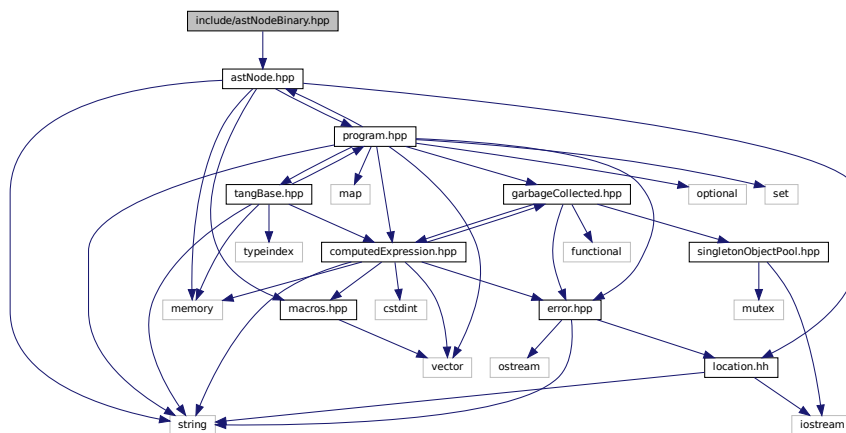 include/astNodeBinary.hpp
astNode.hpp
program.hpp
tangBase.hpp
map
garbageCollected.hpp
optional
set
typeindex
computedExpression.hpp
functional
singletonObjectPool.hpp
memory
macros.hpp
cstdint
error.hpp
mutex
vector
ostream
location.hh
string
iostream